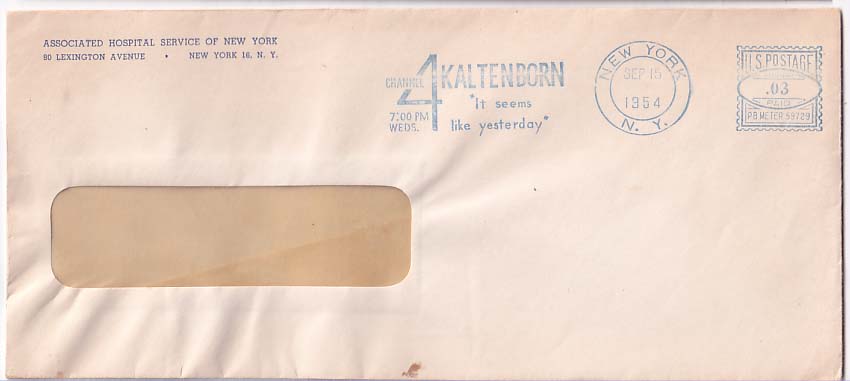 ASSOCIATED HOSPITAL SERVICE OF NEW YORK
80 LEXINGTON AVENUE • NEW YORK 16, N. Y.
CHANNEL 4 KALTENBORN
"It seems
like yesterday"
7:00 PM
WEDS.
NEW YORK
SEP 15
1954
N. Y.
U.S. POSTAGE
.03
PAID
P.B. METER 59729